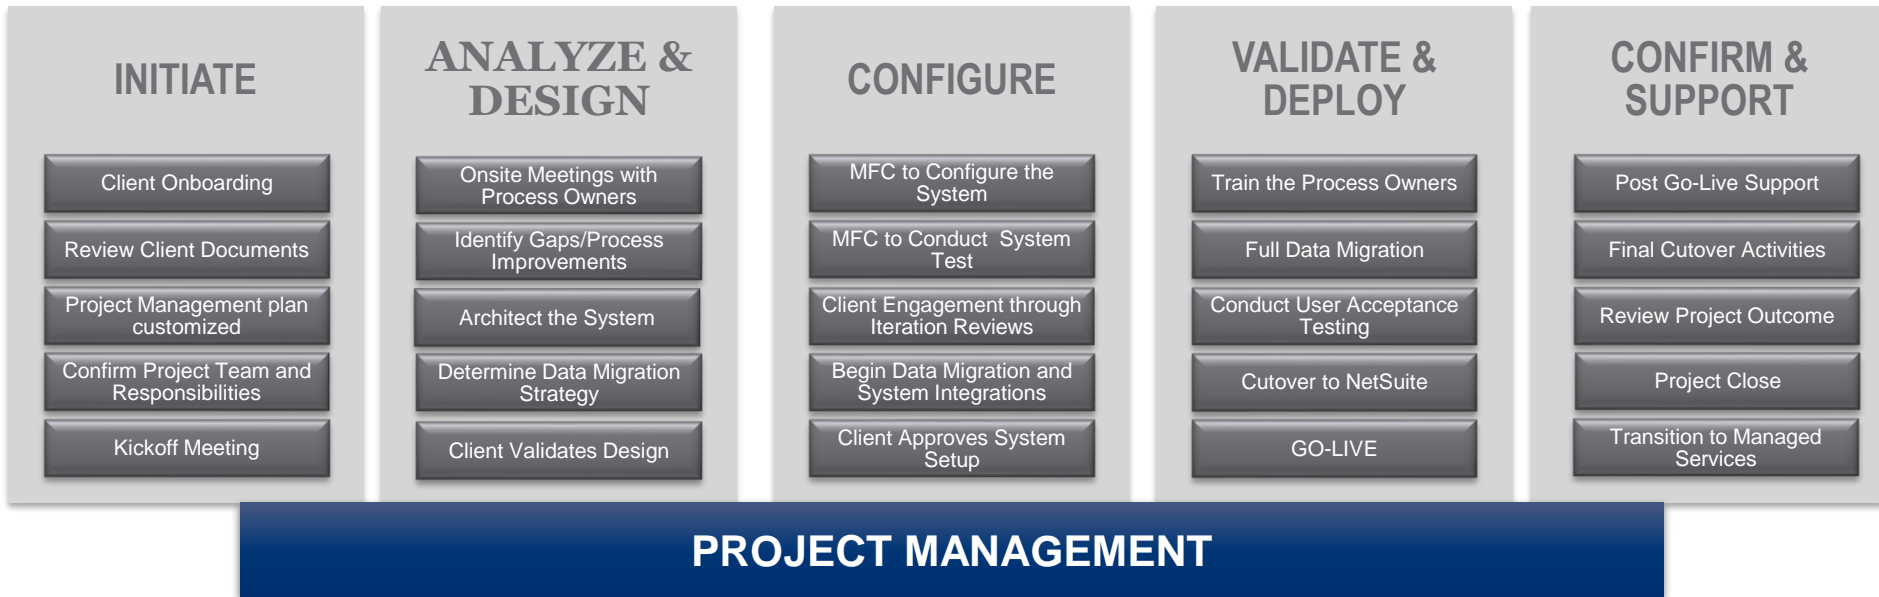 INITIATE
Client Onboarding
Review Client Documents
Project Management plan
customized
Confirm Project Team and
Responsibilities
Kickoff Meeting
ANALYZE &
DESIGN
Onsite Meetings with
Process Owners
Identify Gaps/Process
Improvements
Architect the System
Determine Data Migration
Strategy
Client Validates Design
CONFIGURE
MFC to Configure the
System
MFC to Conduct  System
Test
Client Engagement through
Iteration Reviews
Begin Data Migration and
System Integrations
Client Approves System
Setup
VALIDATE &
DEPLOY
Train the Process Owners
Full Data Migration
Conduct User Acceptance
Testing
Cutover to NetSuite
GO-LIVE
CONFIRM &
SUPPORT
Post Go-Live Support
Final Cutover Activities
Review Project Outcome
Project Close
Transition to Managed
Services
PROJECT MANAGEMENT